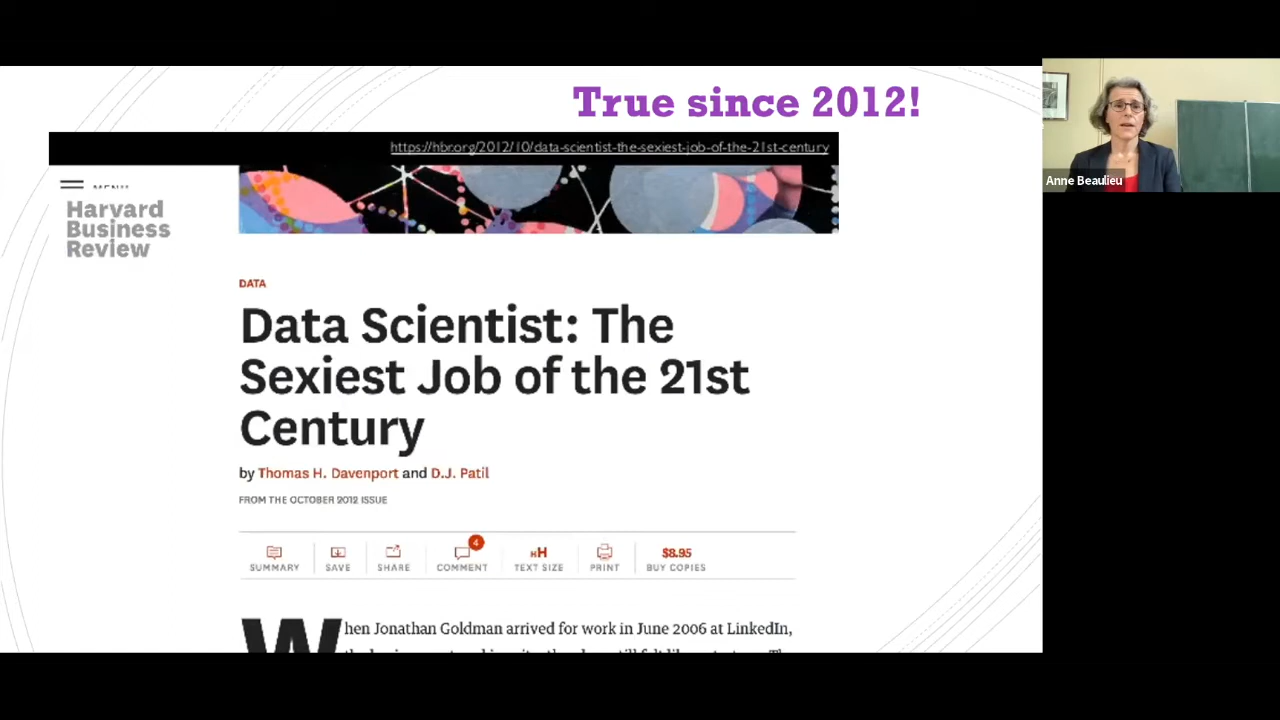 True since 2012!
https://hbr.org/2012/10/data-scientist-the-sexiest-job-of-the-21st-century
MENU
Harvard
Business
Review
DATA
Data Scientist: The
Sexiest Job of the 21st
Century
by Thomas H. Davenport and D.J. Patil
FROM THE OCTOBER 2012 ISSUE
4
SUMMARY
SAVE
SHARE
COMMENT
HH
TEXT SIZE
PRINT
$8.95
BUY COPIES
When Jonathan Goldman arrived for work in June 2006 at LinkedIn,
Anne Beaulieu